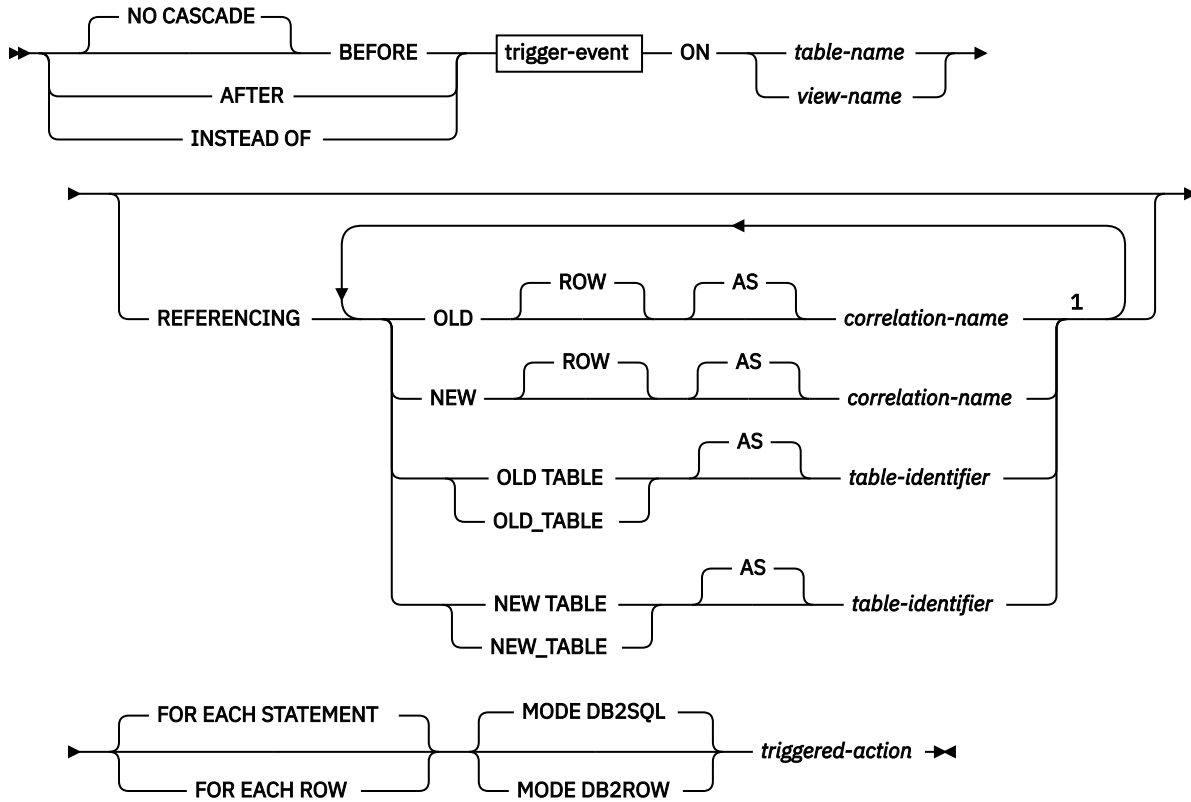 NO CASCADE
BEFORE trigger-event ON table-name
AFTER view-name
INSTEAD OF
ROW AS
REFERENCING OLD correlation-name 1
ROW AS
NEW correlation-name
AS
OLD TABLE table-identifier
OLD_TABLE
AS
NEW TABLE table-identifier
NEW_TABLE
FOR EACH STATEMENT MODE DB2SQL
triggered-action
FOR EACH ROW MODE DB2ROW